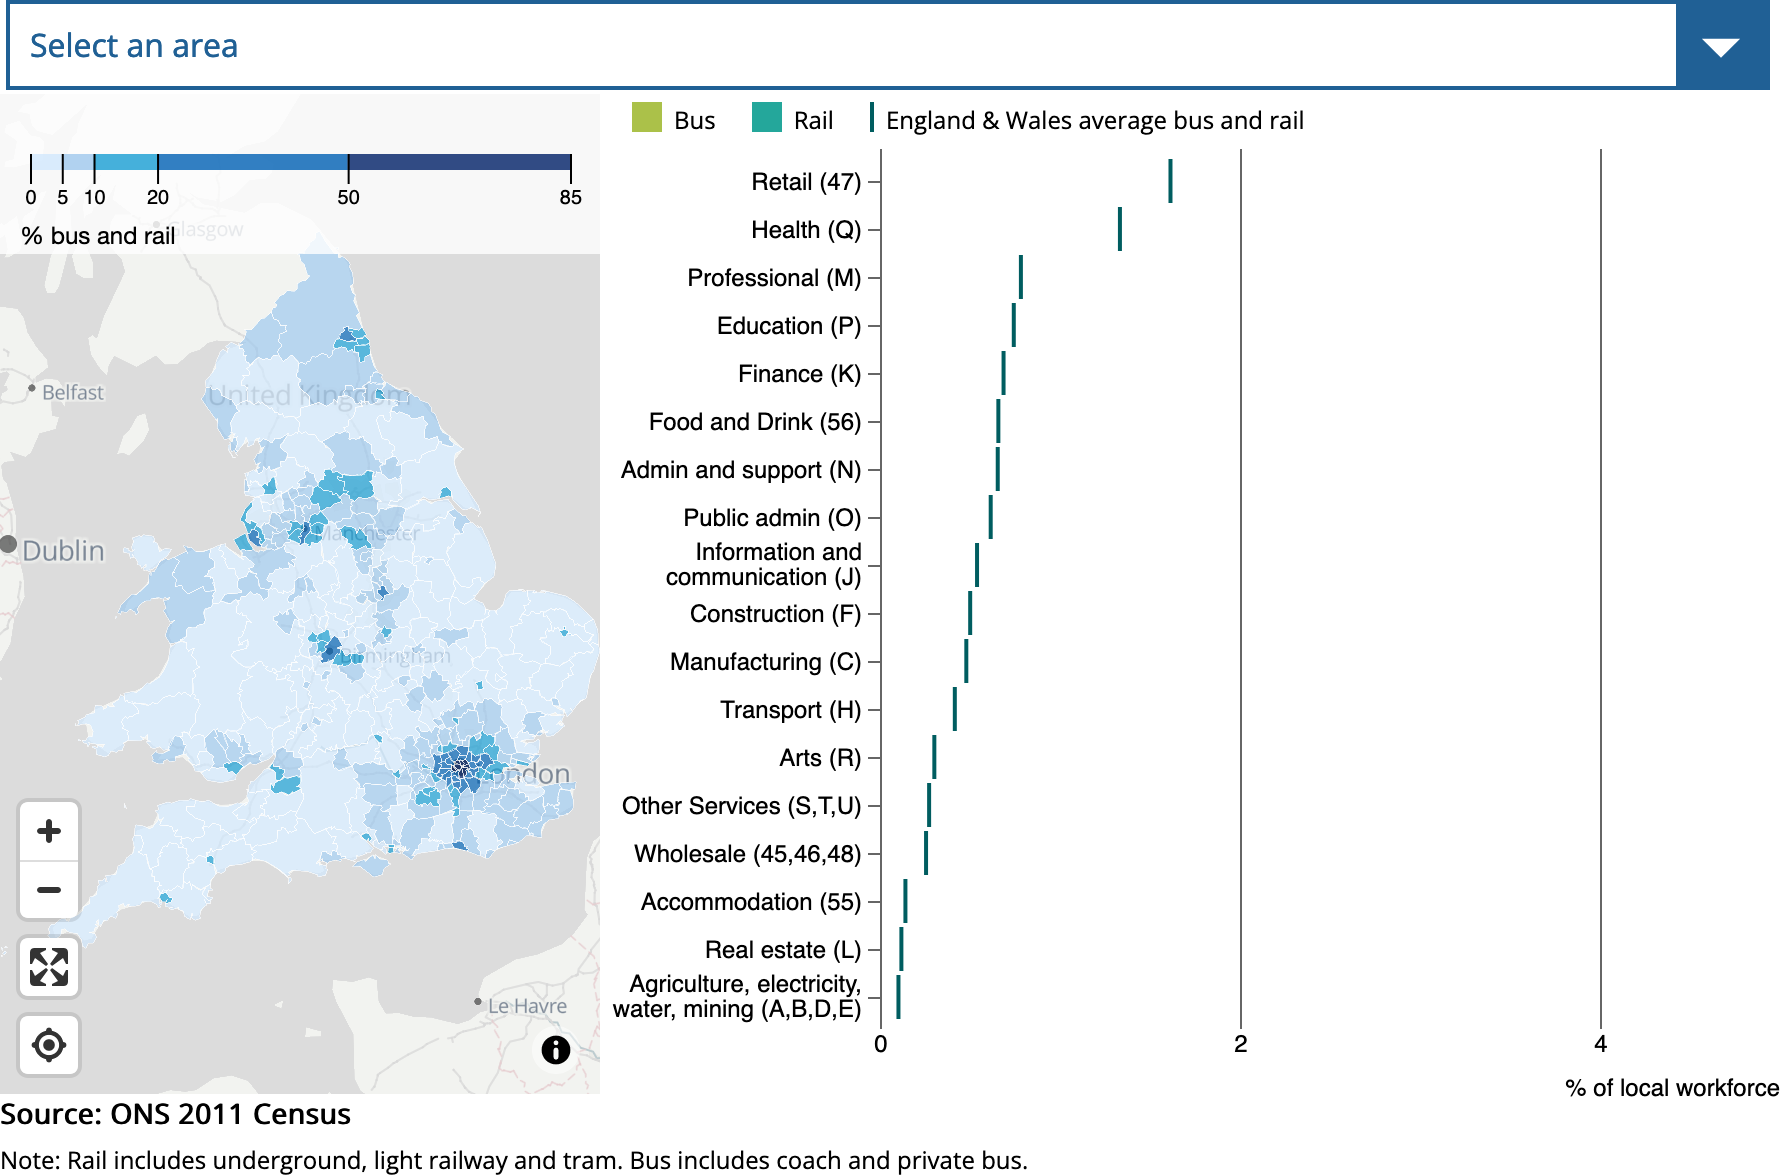 Select an area
Bus
Rail
England & Wales average bus and rail
0 5 10 20 50 85
% bus and rail
Glasgow
Belfast
United Kingdom
Manchester
Dublin
Birmingham
London
Le Havre
Retail (47)
Health (Q)
Professional (M)
Education (P)
Finance (K)
Food and Drink (56)
Admin and support (N)
Public admin (O)
Information and
communication (J)
Construction (F)
Manufacturing (C)
Transport (H)
Arts (R)
Other Services (S,T,U)
Wholesale (45,46,48)
Accommodation (55)
Real estate (L)
Agriculture, electricity,
water, mining (A,B,D,E)
0 2 4
% of local workforce
Source: ONS 2011 Census
Note: Rail includes underground, light railway and tram. Bus includes coach and private bus.